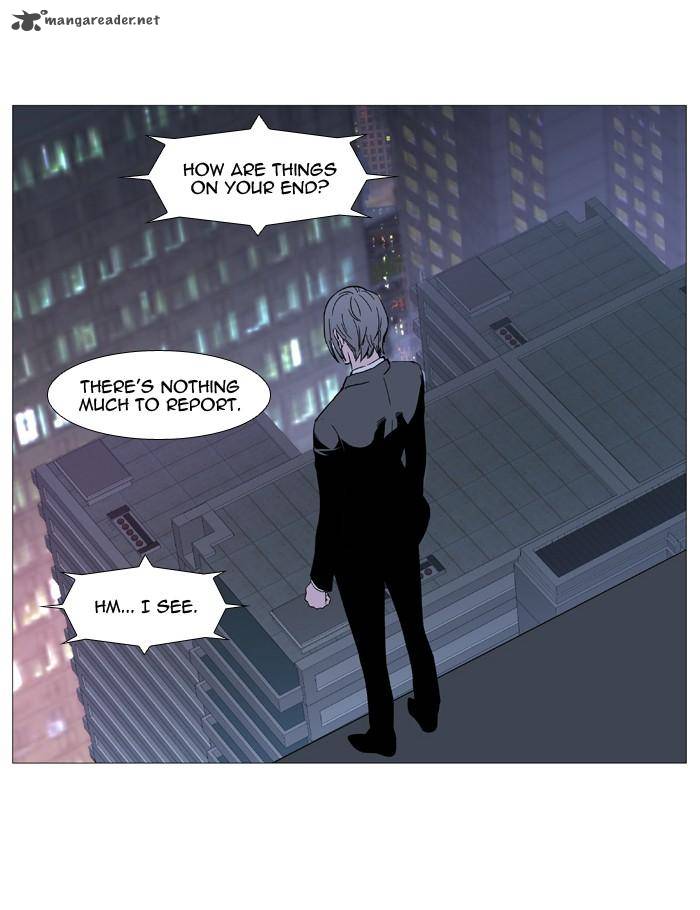 mangareader.net
HOW ARE THINGS
ON YOUR END?
THERE'S NOTHING
MUCH TO REPORT.
HM... I SEE.